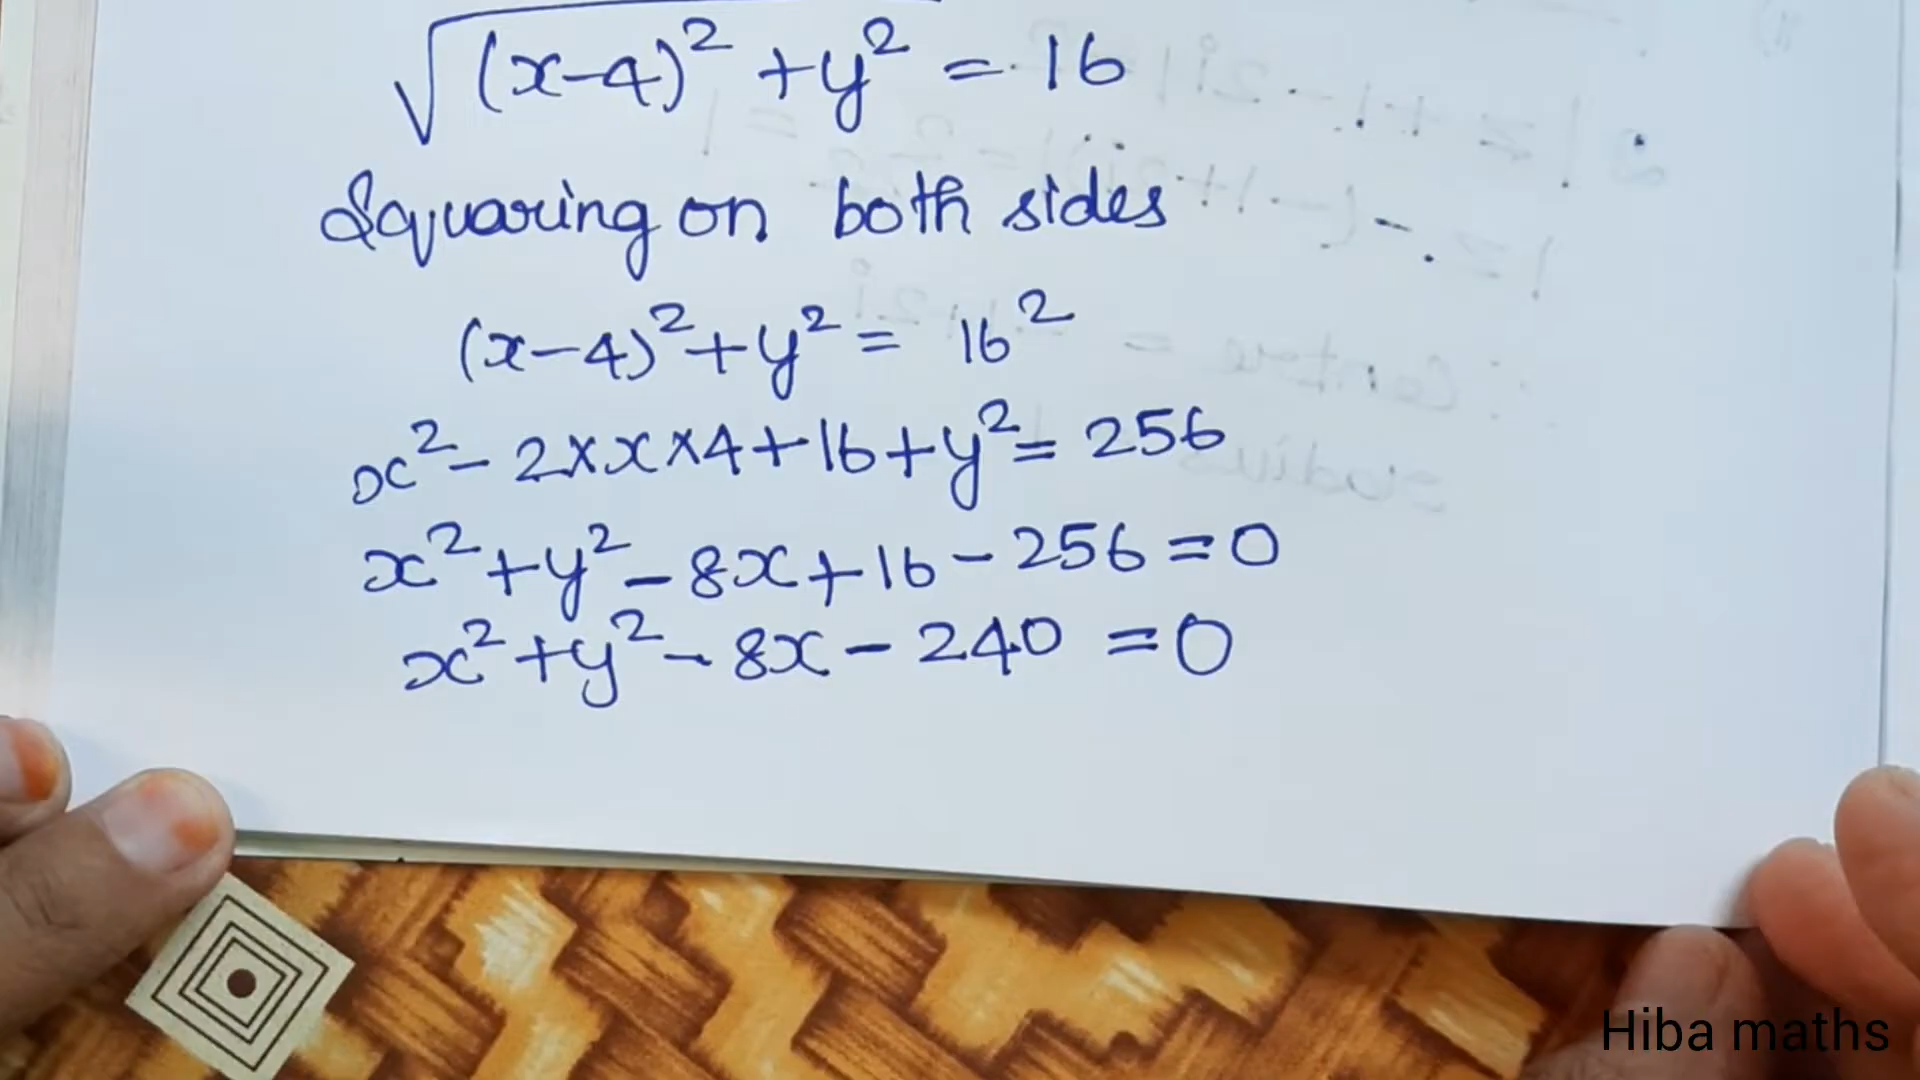 √(x-4)² + y² = 16
Squaring on both sides
(x-4)² + y² = 16²
x² - 2×x×4 + 16 + y² = 256
x² + y² - 8x + 16 - 256 = 0
x² + y² - 8x - 240 = 0
Hiba maths